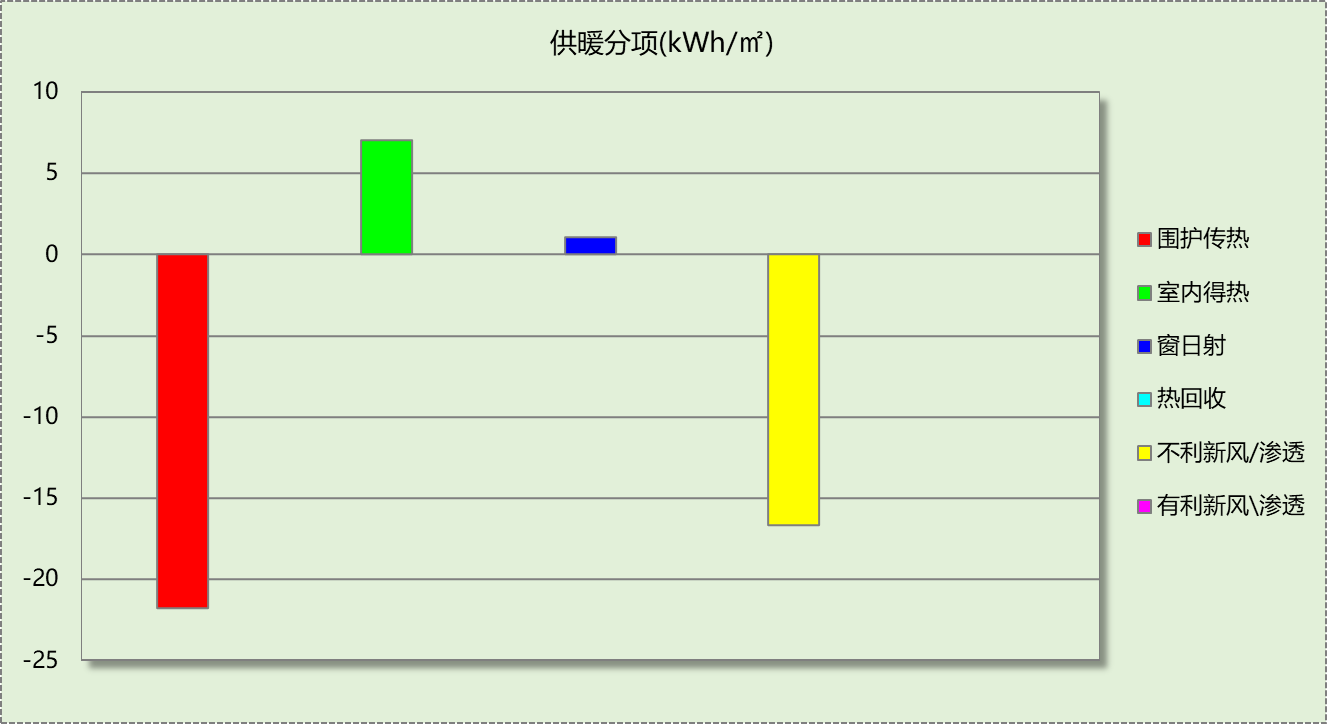 供暖分项(kWh/㎡)
10
5
0
-5
-10
-15
-20
-25
围护传热
室内得热
窗日射
热回收
不利新风/渗透
有利新风\渗透